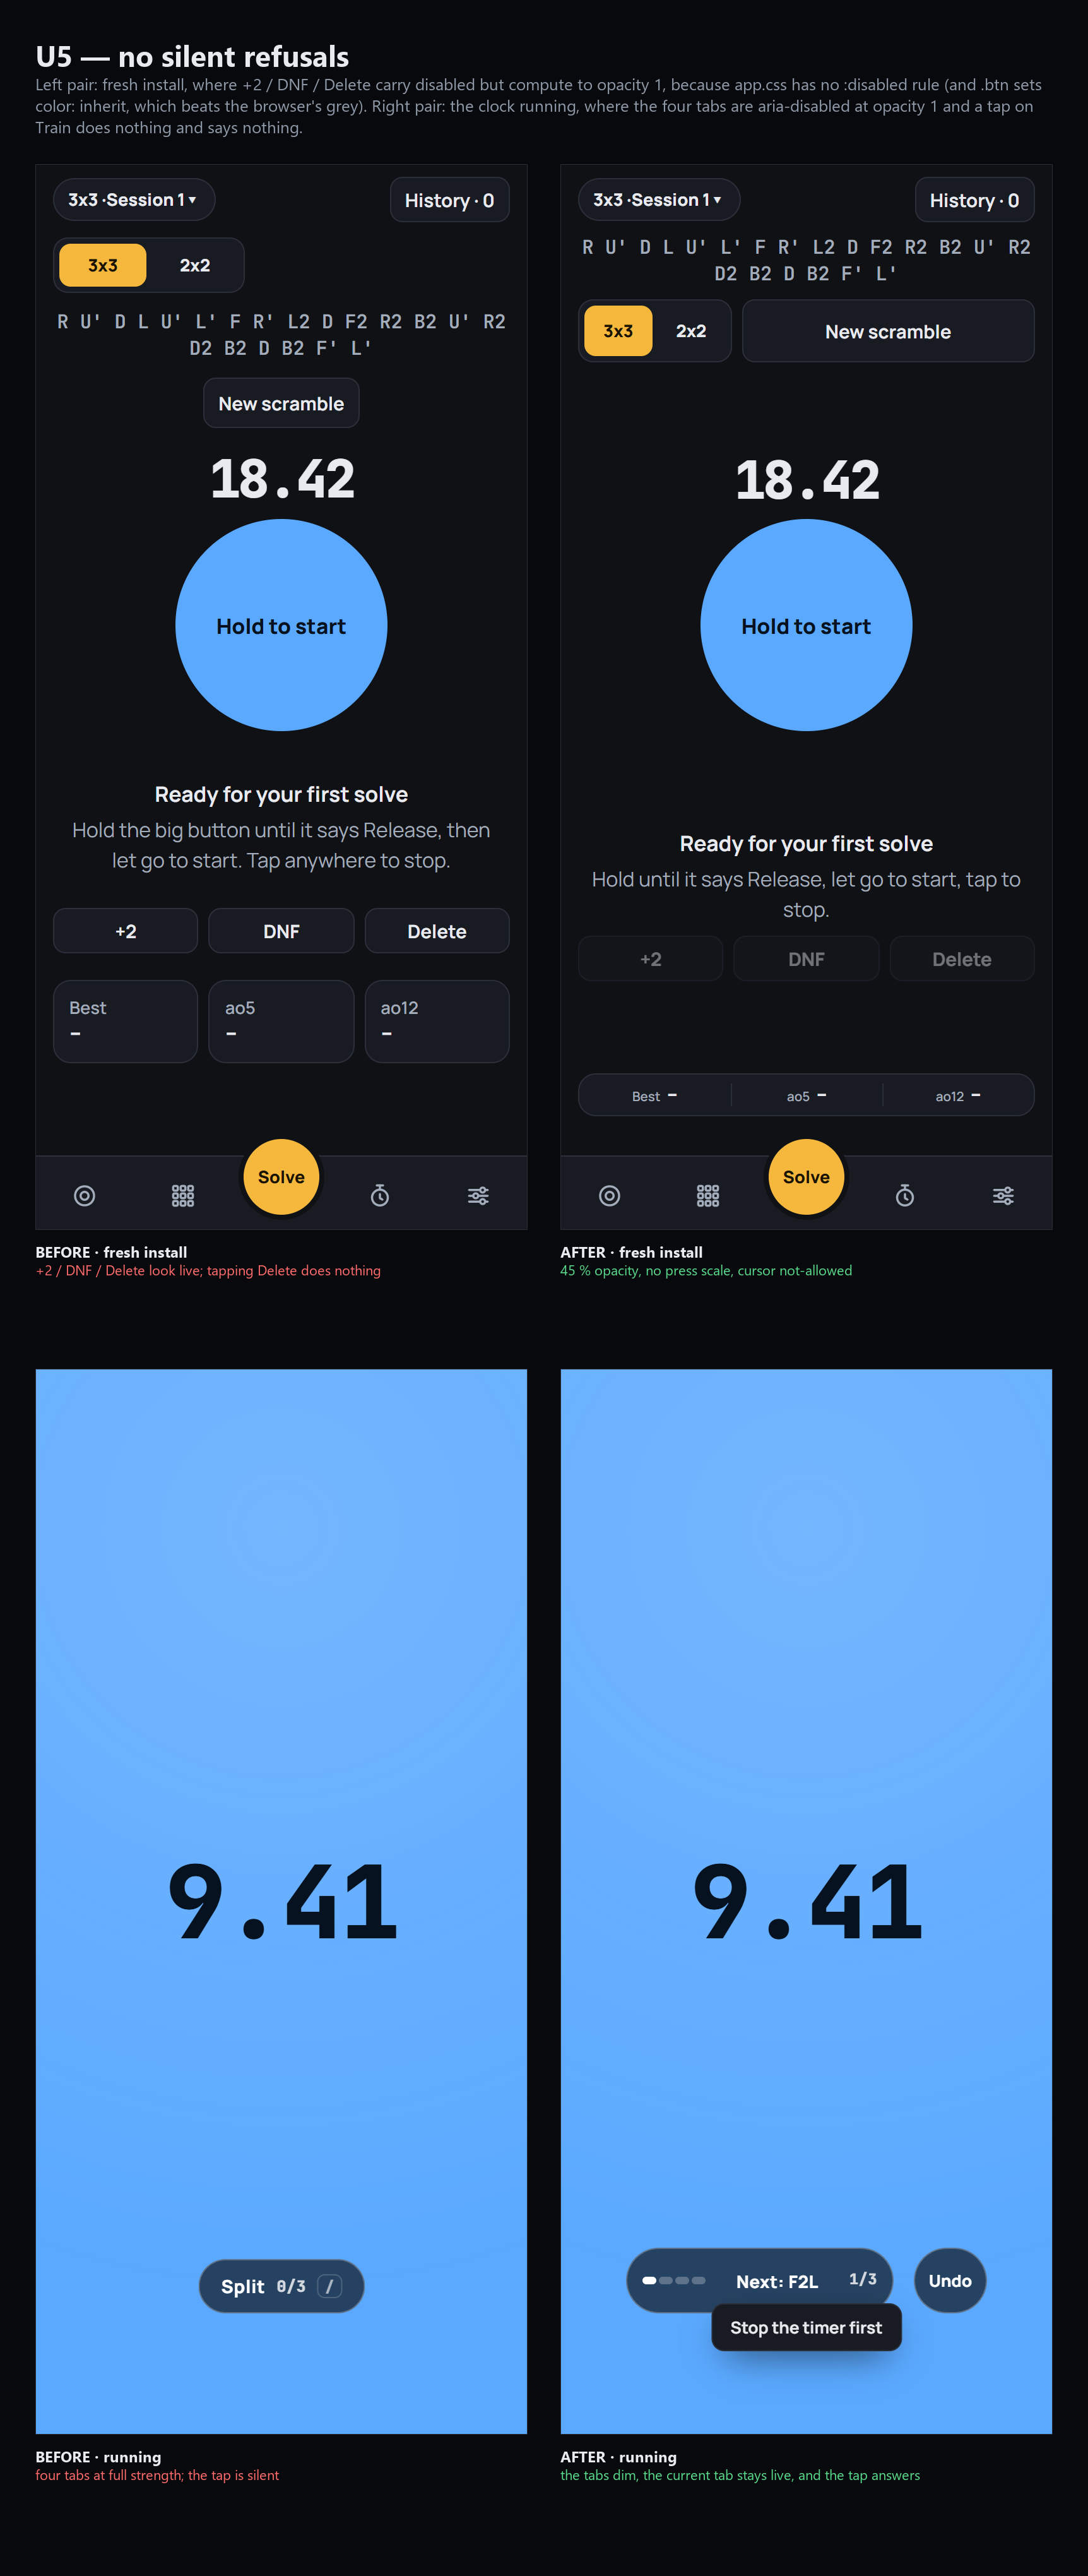 U5 — no silent refusals
Left pair: fresh install, where +2 / DNF / Delete carry disabled but compute to opacity 1, because app.css has no :disabled rule (and .btn sets
color: inherit, which beats the browser's grey). Right pair: the clock running, where the four tabs are aria-disabled at opacity 1 and a tap on
Train does nothing and says nothing.
3x3 ·Session 1 ▾
History · 0
3x3
2x2
R U' D L U' L' F R' L2 D F2 R2 B2 U' R2
D2 B2 D B2 F' L'
New scramble
18.42
Hold to start
Ready for your first solve
Hold the big button until it says Release, then
let go to start. Tap anywhere to stop.
+2
DNF
Delete
Best
–
ao5
–
ao12
–
Solve
BEFORE · fresh install
+2 / DNF / Delete look live; tapping Delete does nothing
3x3 ·Session 1 ▾
History · 0
R U' D L U' L' F R' L2 D F2 R2 B2 U' R2
D2 B2 D B2 F' L'
3x3
2x2
New scramble
18.42
Hold to start
Ready for your first solve
Hold until it says Release, let go to start, tap to
stop.
+2
DNF
Delete
Best –
ao5 –
ao12 –
Solve
AFTER · fresh install
45 % opacity, no press scale, cursor not-allowed
9.41
Split 0/3 /
BEFORE · running
four tabs at full strength; the tap is silent
9.41
Next: F2L 1/3
Undo
Stop the timer first
AFTER · running
the tabs dim, the current tab stays live, and the tap answers